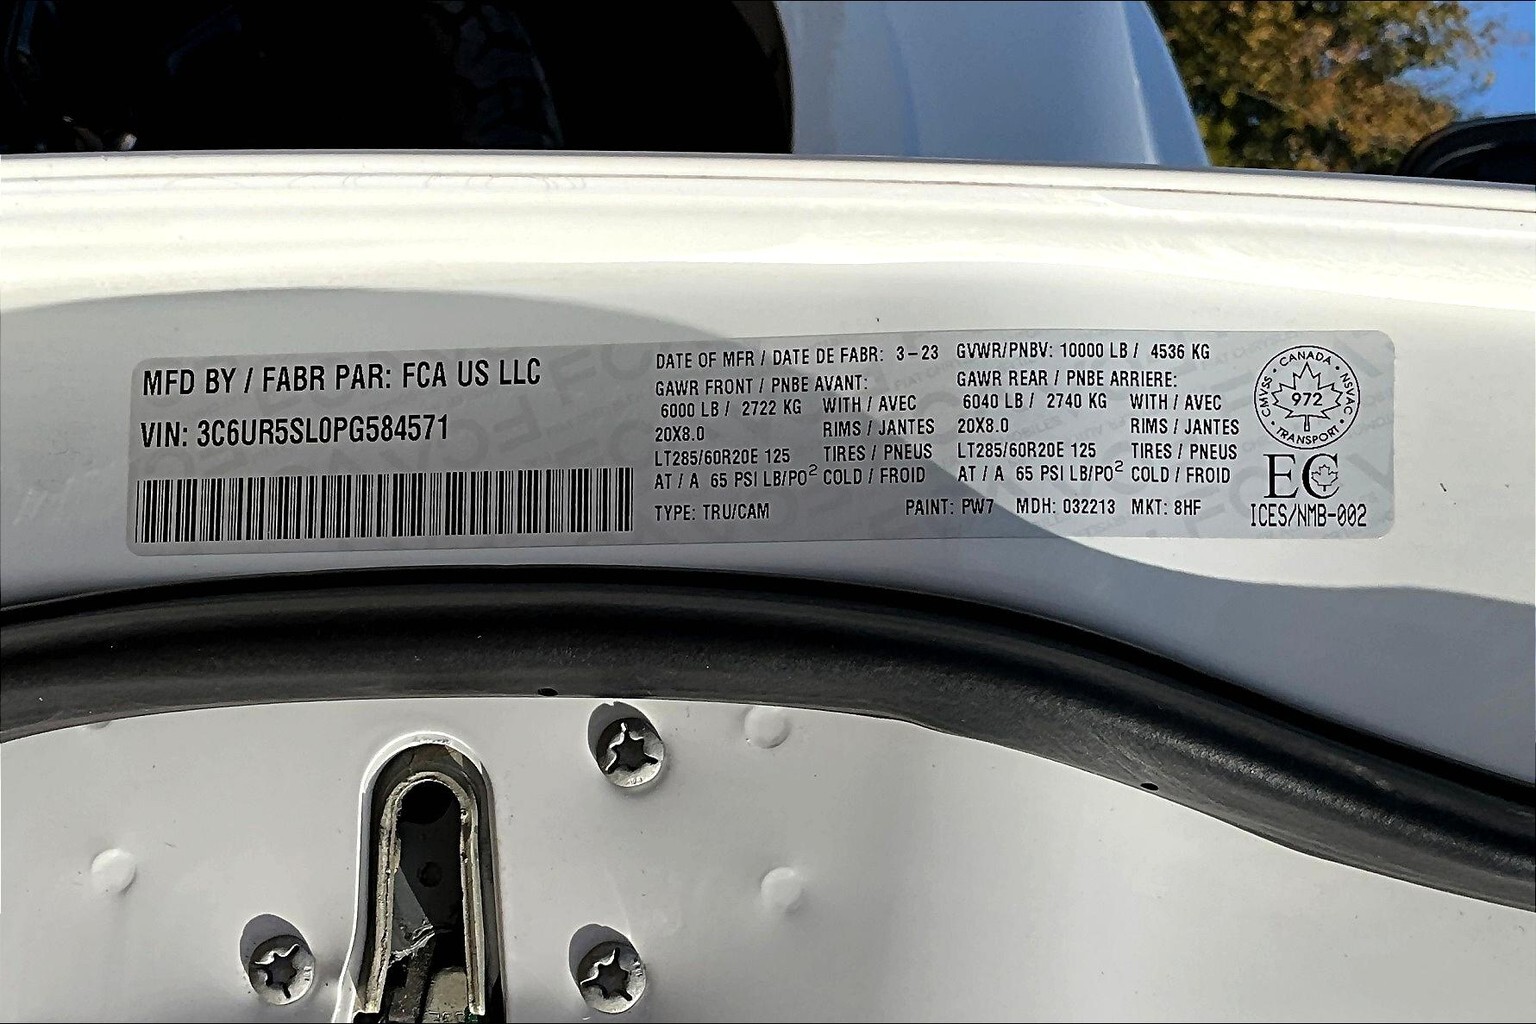 MFD BY / FABR PAR: FCA US LLC
VIN: 3C6UR5SL0PG584571
DATE OF MFR / DATE DE FABR: 3-23 GVWR/PNBV: 10000 LB / 4536 KG
GAWR FRONT / PNBE AVANT: GAWR REAR / PNBE ARRIERE:
6000 LB / 2722 KG WITH / AVEC 6040 LB / 2740 KG WITH / AVEC
20X8.0 RIMS / JANTES 20X8.0 RIMS / JANTES
LT285/60R20E 125 TIRES / PNEUS LT285/60R20E 125 TIRES / PNEUS
AT / A 65 PSI LB/PO² COLD / FROID AT / A 65 PSI LB/PO² COLD / FROID
TYPE: TRU/CAM PAINT: PW7 MDH: 032213 MKT: 8HF
CMVSS • CANADA • NSVAC • TRANSPORT •
972
EC
ICES/NMB-002